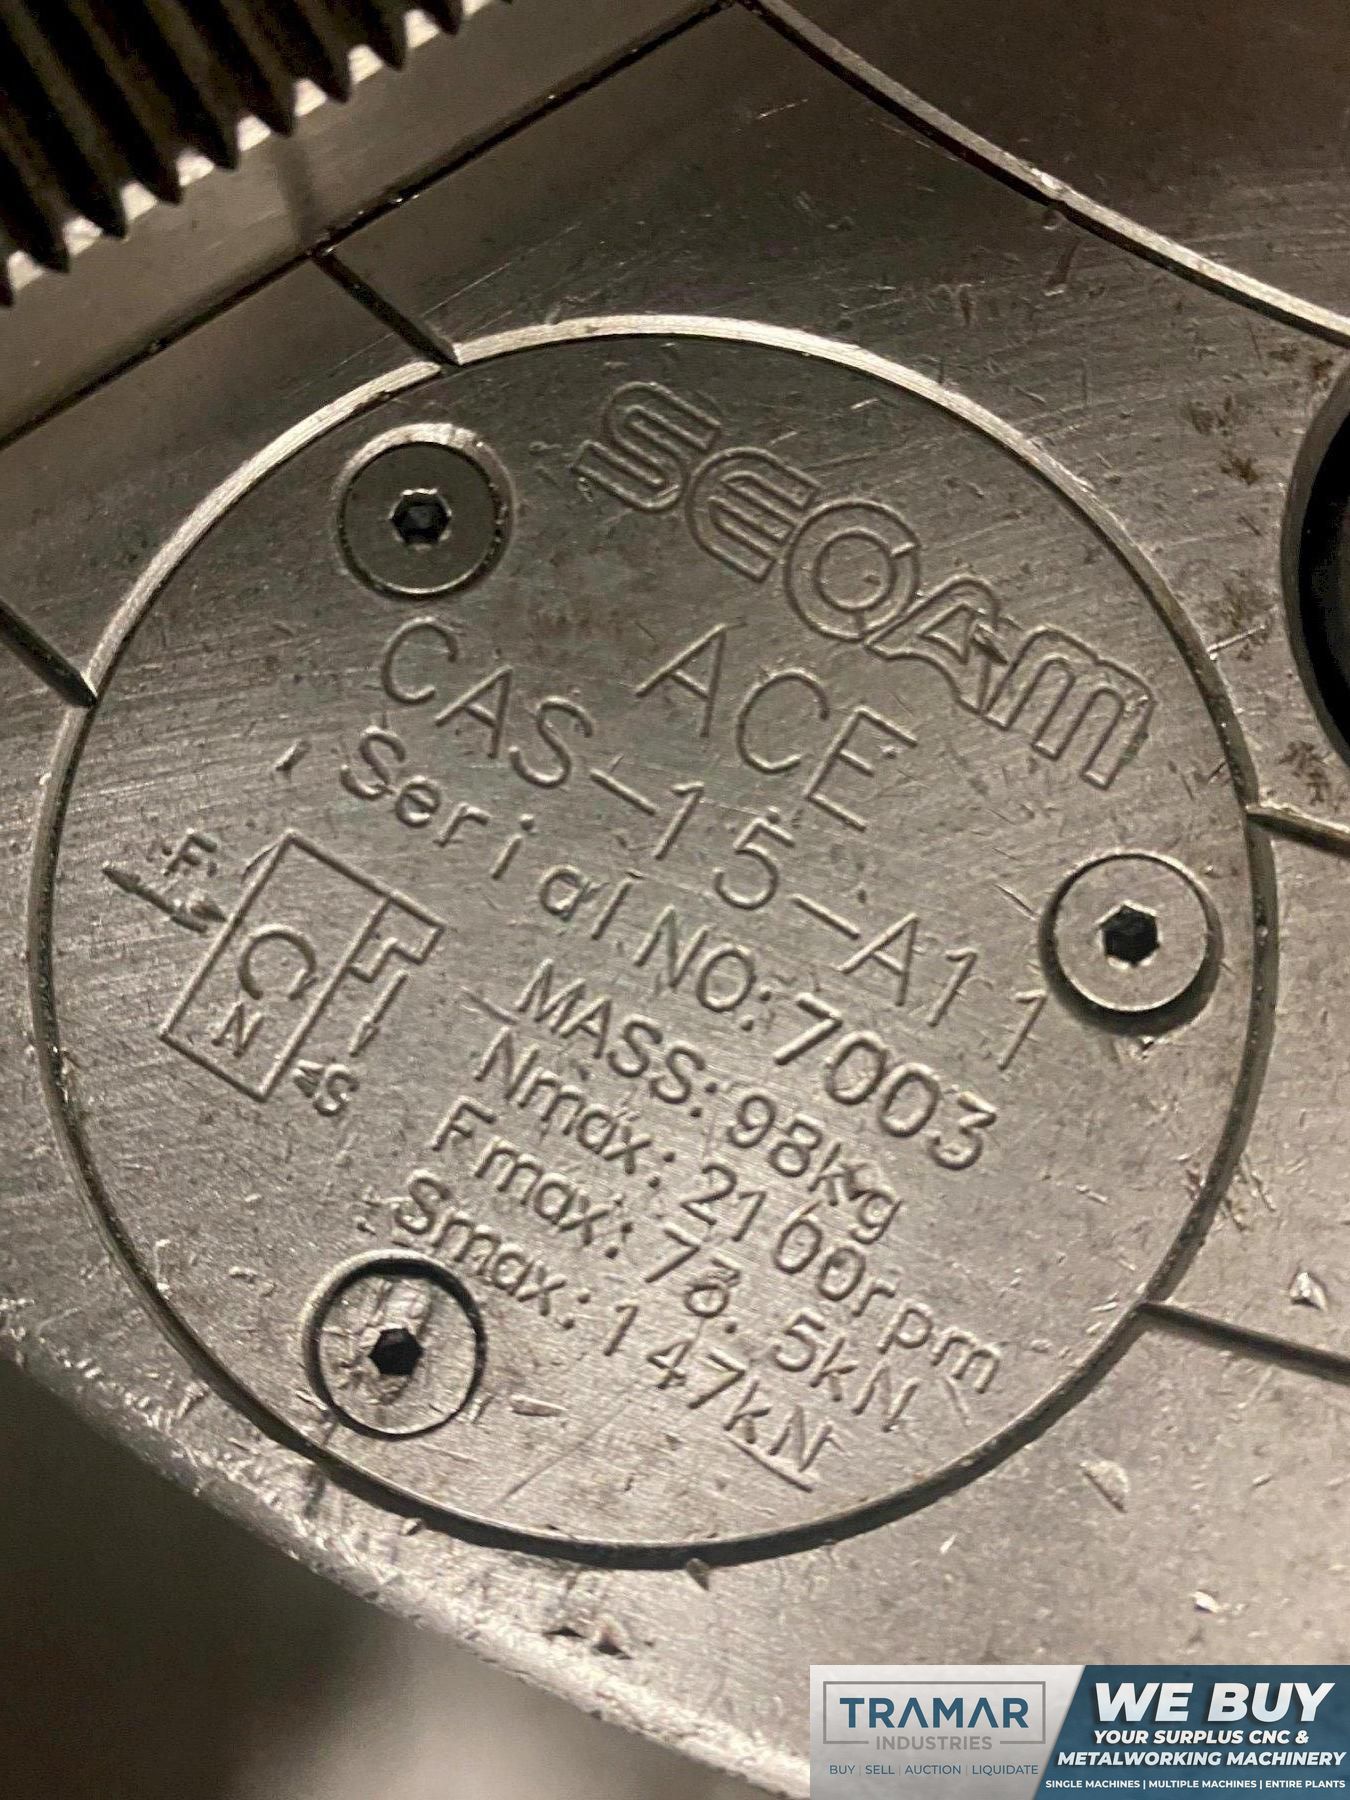 SEOAM
ACE
CAS-15-A11
Serial NO:7003
MASS:98kg
Nmax:2100rpm
Fmax:73.5kN
Smax:147kN
F
N
S
TRAMAR
INDUSTRIES
BUY | SELL | AUCTION | LIQUIDATE
WE BUY
YOUR SURPLUS CNC &
METALWORKING MACHINERY
SINGLE MACHINES | MULTIPLE MACHINES | ENTIRE PLANTS